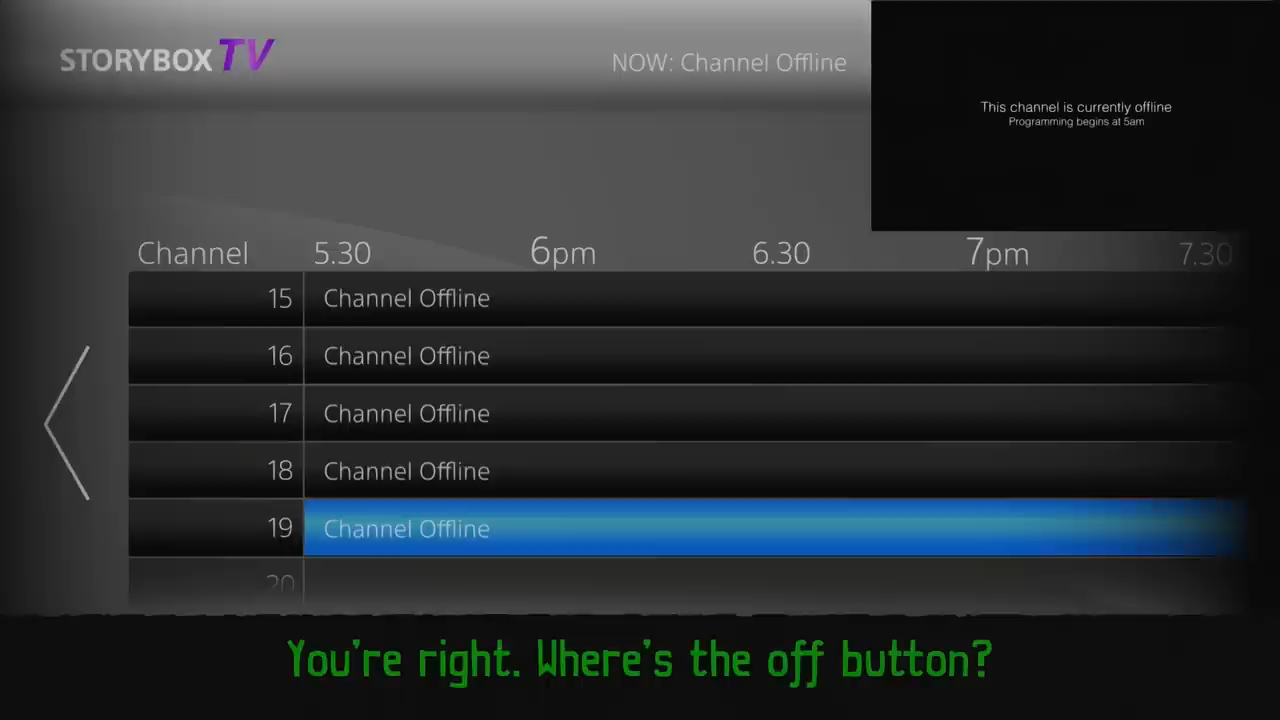 STORYBOX TV
NOW: Channel Offline
This channel is currently offline
Programming begins at 5am
Channel 5.30 6pm 6.30 7pm 7.30
15 Channel Offline
16 Channel Offline
17 Channel Offline
18 Channel Offline
19 Channel Offline
20
You're right. Where's the off button?